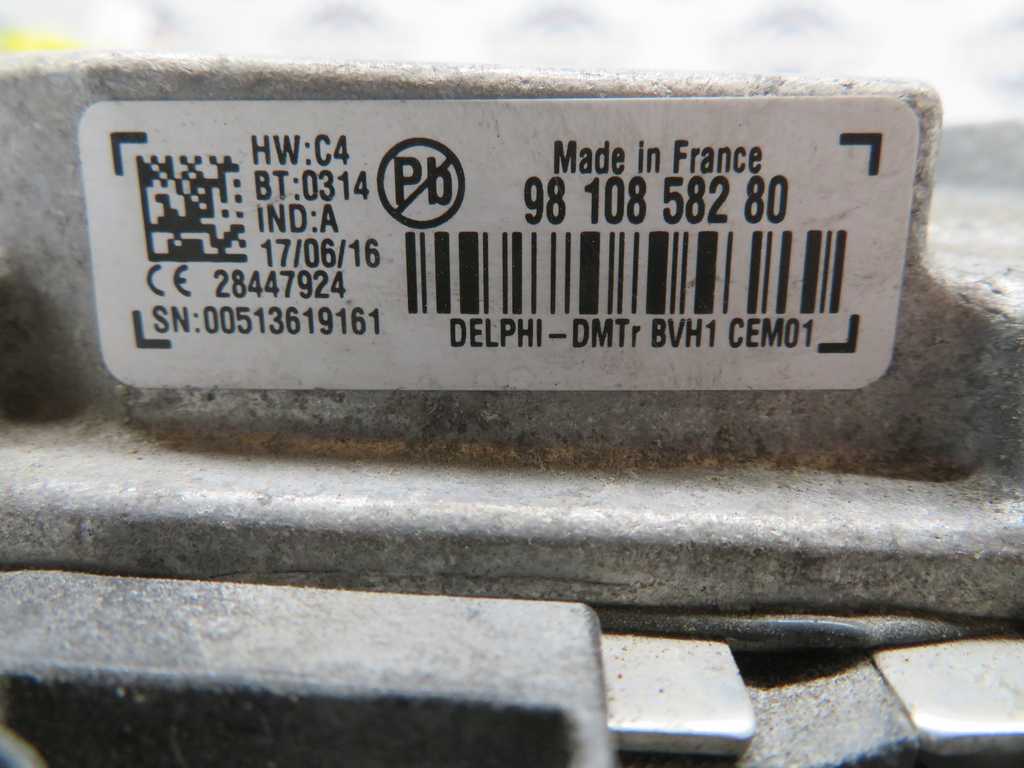 HW:C4
BT:0314
IND:A
17/06/16
CE 28447924
SN:00513619161
Pb
Made in France
98 108 582 80
DELPHI-DMTr BVH1 CEM01